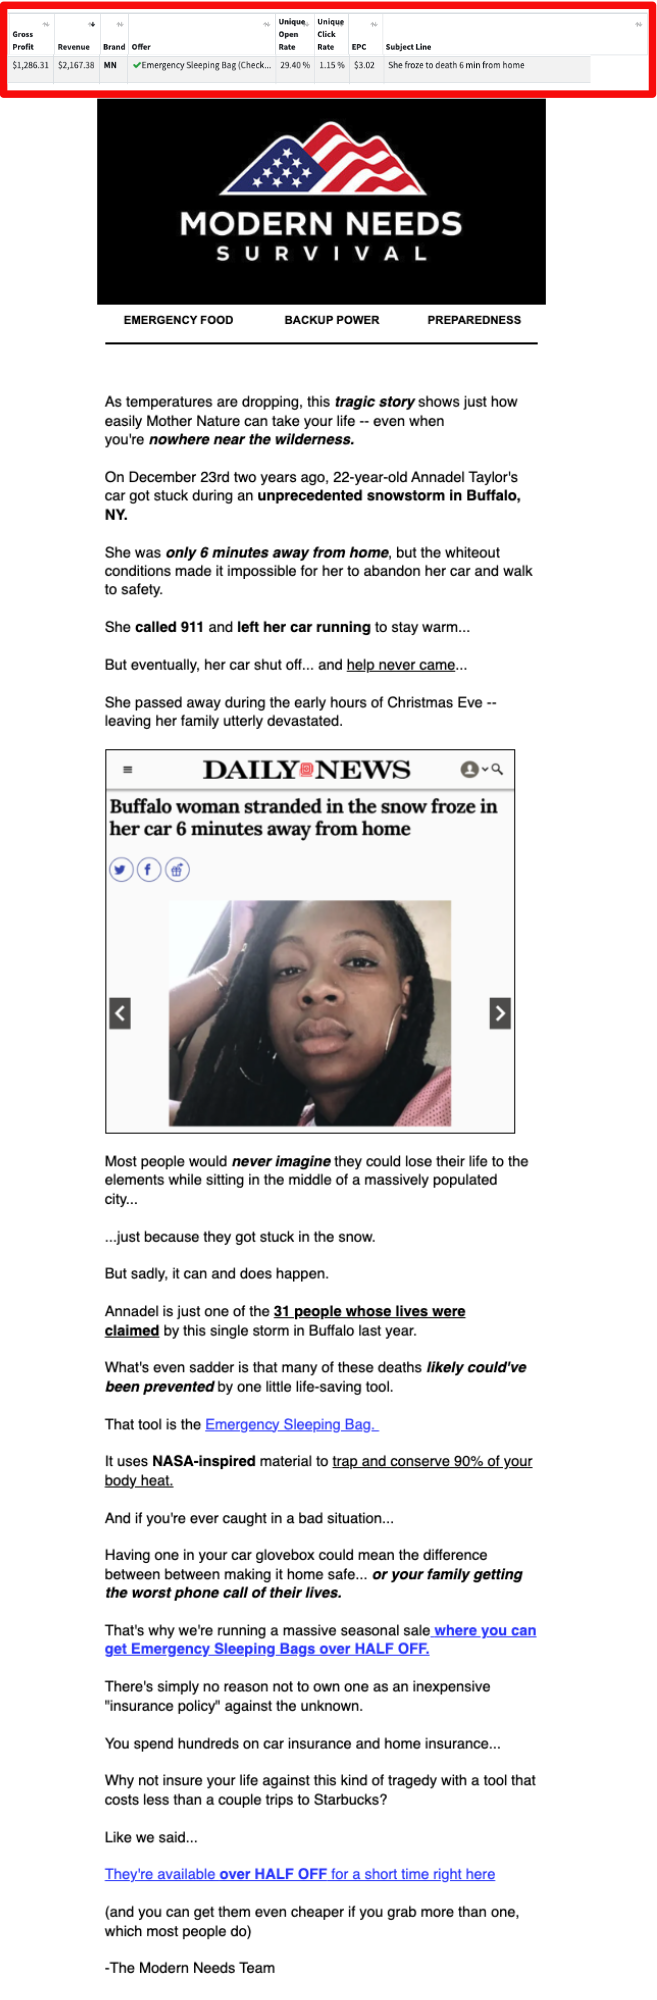 Gross Profit Revenue Brand Offer Unique Open Rate Unique Click Rate EPC Subject Line
$1,286.31 $2,167.38 MN Emergency Sleeping Bag (Check... 29.40 % 1.15 % $3.02 She froze to death 6 min from home
MODERN NEEDS
SURVIVAL
EMERGENCY FOOD BACKUP POWER PREPAREDNESS
As temperatures are dropping, this tragic story shows just how
easily Mother Nature can take your life -- even when
you're nowhere near the wilderness.
On December 23rd two years ago, 22-year-old Annadel Taylor's
car got stuck during an unprecedented snowstorm in Buffalo,
NY.
She was only 6 minutes away from home, but the whiteout
conditions made it impossible for her to abandon her car and walk
to safety.
She called 911 and left her car running to stay warm...
But eventually, her car shut off... and help never came...
She passed away during the early hours of Christmas Eve --
leaving her family utterly devastated.
DAILY NEWS
Buffalo woman stranded in the snow froze in
her car 6 minutes away from home
Most people would never imagine they could lose their life to the
elements while sitting in the middle of a massively populated
city...
...just because they got stuck in the snow.
But sadly, it can and does happen.
Annadel is just one of the 31 people whose lives were
claimed by this single storm in Buffalo last year.
What's even sadder is that many of these deaths likely could've
been prevented by one little life-saving tool.
That tool is the Emergency Sleeping Bag.
It uses NASA-inspired material to trap and conserve 90% of your
body heat.
And if you're ever caught in a bad situation...
Having one in your car glovebox could mean the difference
between between making it home safe... or your family getting
the worst phone call of their lives.
That's why we're running a massive seasonal sale where you can
get Emergency Sleeping Bags over HALF OFF.
There's simply no reason not to own one as an inexpensive
"insurance policy" against the unknown.
You spend hundreds on car insurance and home insurance...
Why not insure your life against this kind of tragedy with a tool that
costs less than a couple trips to Starbucks?
Like we said...
They're available over HALF OFF for a short time right here
(and you can get them even cheaper if you grab more than one,
which most people do)
-The Modern Needs Team